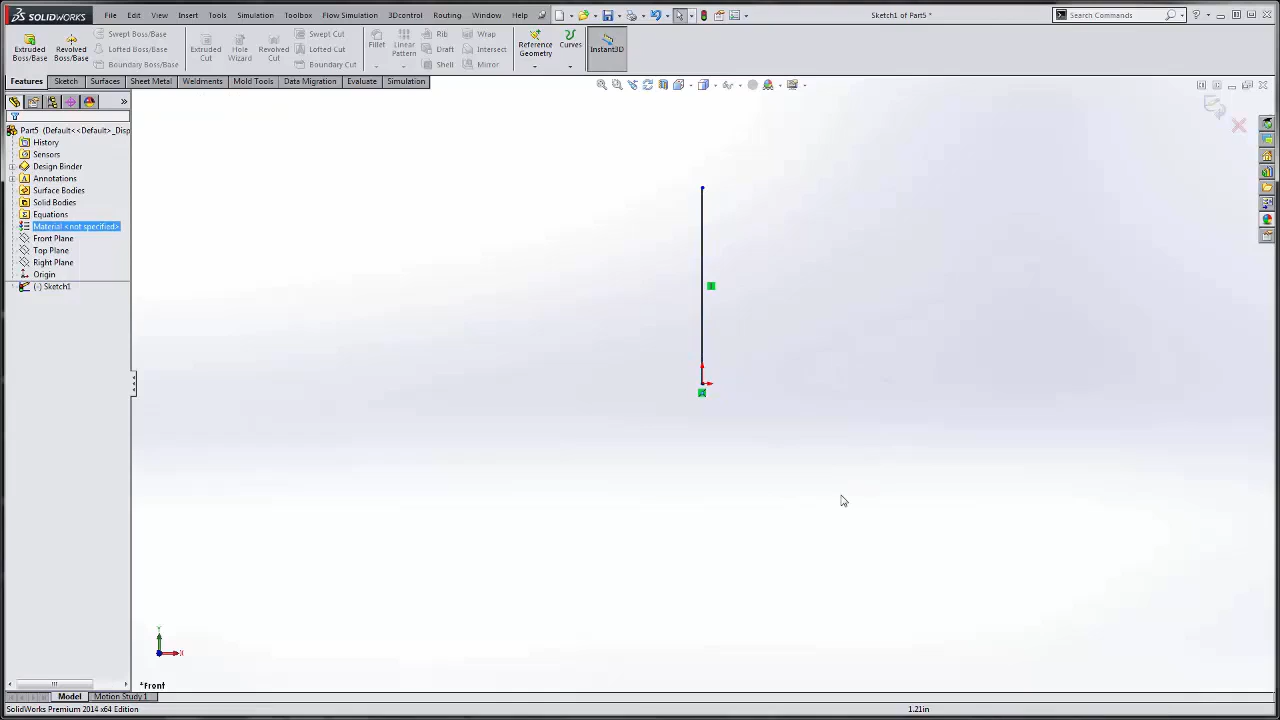 SOLIDWORKS File Edit View Insert Simulation Toolbox Tools Flow Simulation 3Dcontrol Routing Window Help Sketch1 of Part5 * Search Commands
Extruded Boss/Base
Revolved Boss/Base
Swept Boss/Base
Lofted Boss/Base
Boundary Boss/Base
Extruded Cut
Hole Wizard
Revolved Cut
Swept Cut
Lofted Cut
Boundary Cut
Fillet
Linear Pattern
Rib
Draft
Shell
Wrap
Intersect
Mirror
Reference Geometry
Curves
Instant3D
Features Sketch Surfaces Sheet Metal Weldments Mold Tools Data Migration Evaluate Simulation
Part5 (Default<<Default>_Disp
History
Sensors
Design Binder
Annotations
Surface Bodies
Solid Bodies
Equations
Material <not specified>
Front Plane
Top Plane
Right Plane
Origin
(-) Sketch1
Y
X
*Front
Model Motion Study 1
SolidWorks Premium 2014 x64 Edition 1.21in